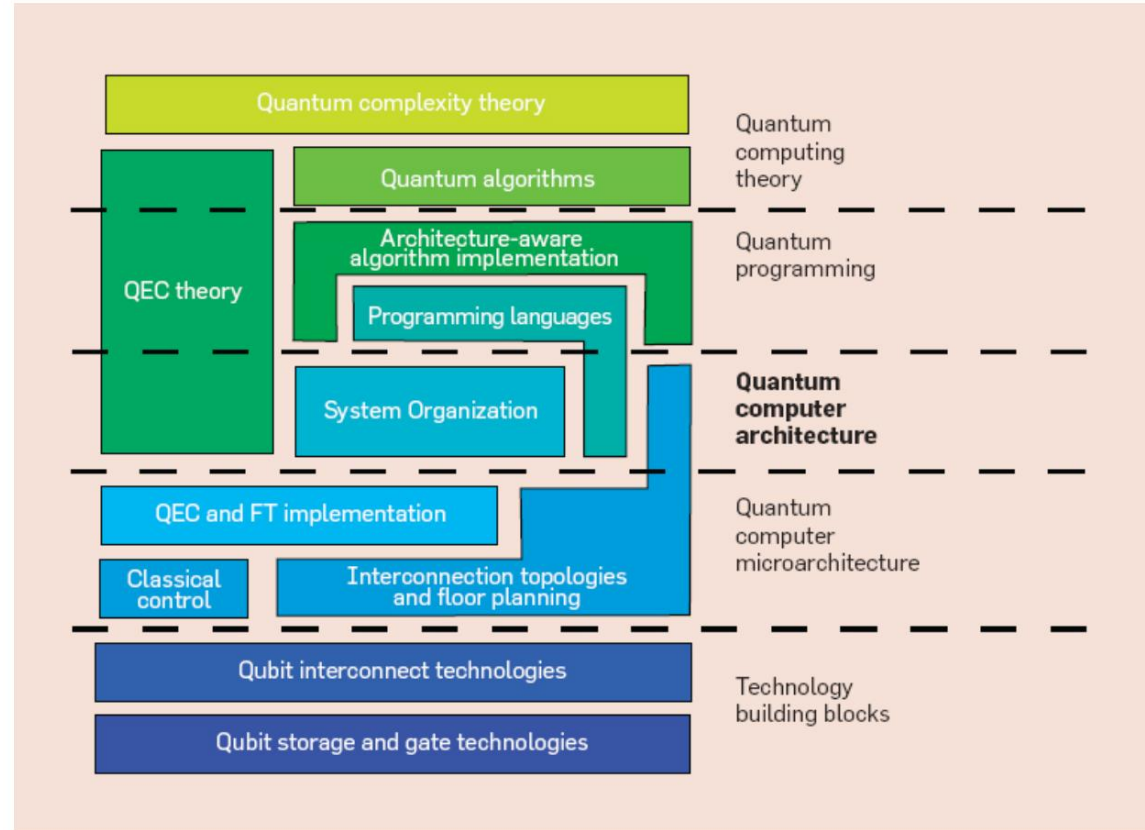 Quantum complexity theory
Quantum
computing
theory
QEC theory
Quantum algorithms
Architecture-aware
algorithm implementation
Quantum
programming
Programming languages
System Organization
Quantum
computer
architecture
QEC and FT implementation
Quantum
computer
microarchitecture
Classical
control
Interconnection topologies
and floor planning
Qubit interconnect technologies
Technology
building blocks
Qubit storage and gate technologies